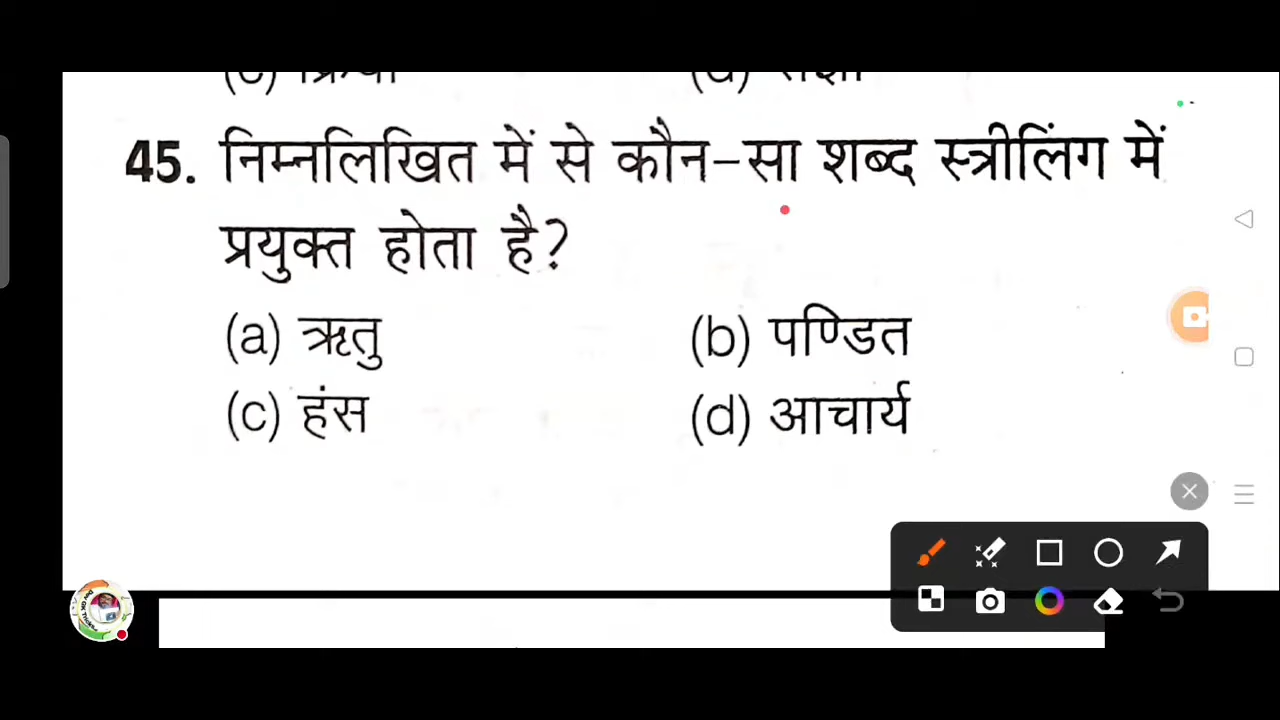 45. निम्नलिखित में से कौन-सा शब्द स्त्रीलिंग में
प्रयुक्त होता है?
(a) ऋतु (b) पण्डित
(c) हंस (d) आचार्य